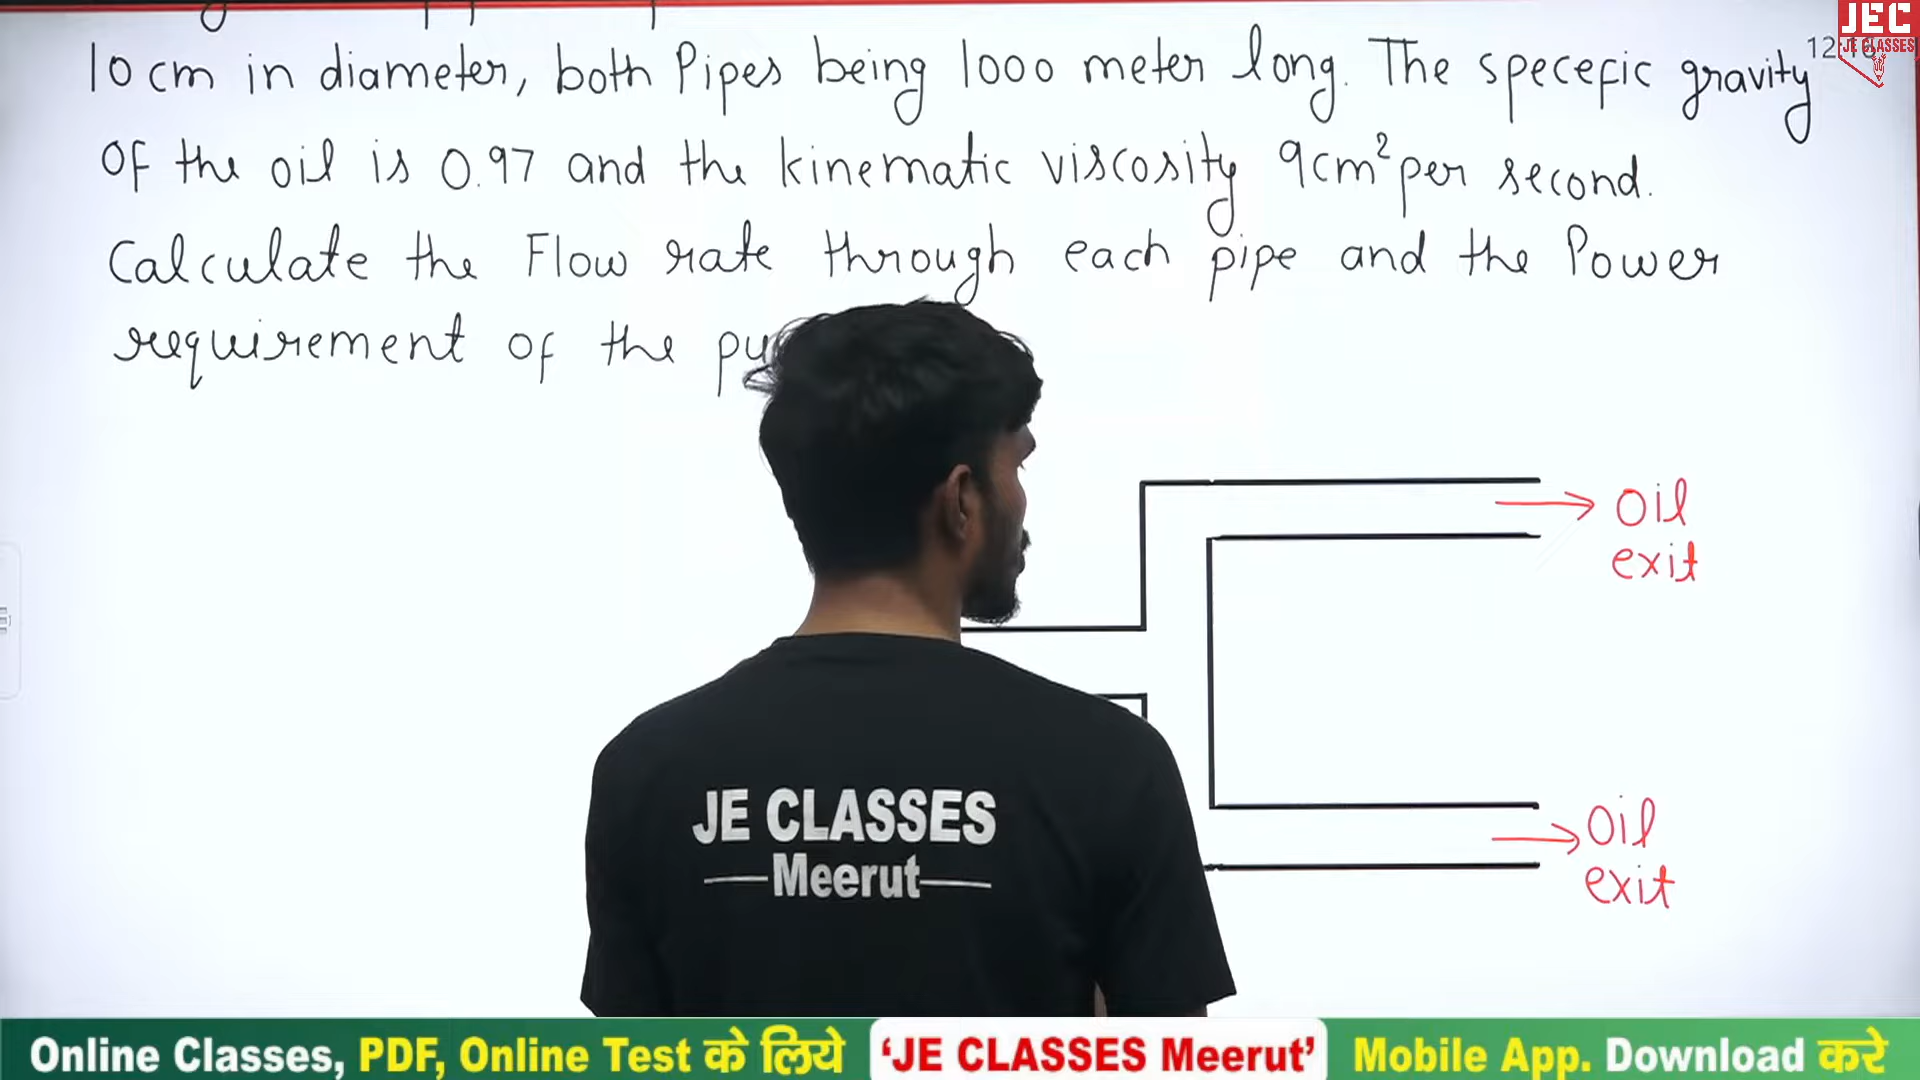 10 cm in diameter, both Pipes being 1000 meter long. The specefic gravity
OF the oil is 0.97 and the kinematic viscosity 9cm² per second.
Calculate the Flow rate through each pipe and the Power
requirement of the
oil
exit
oil
exit
JE CLASSES
Meerut
JEC
JE CLASSES
Online Classes, PDF, Online Test के लिये 'JE CLASSES Meerut' Mobile App. Download करे